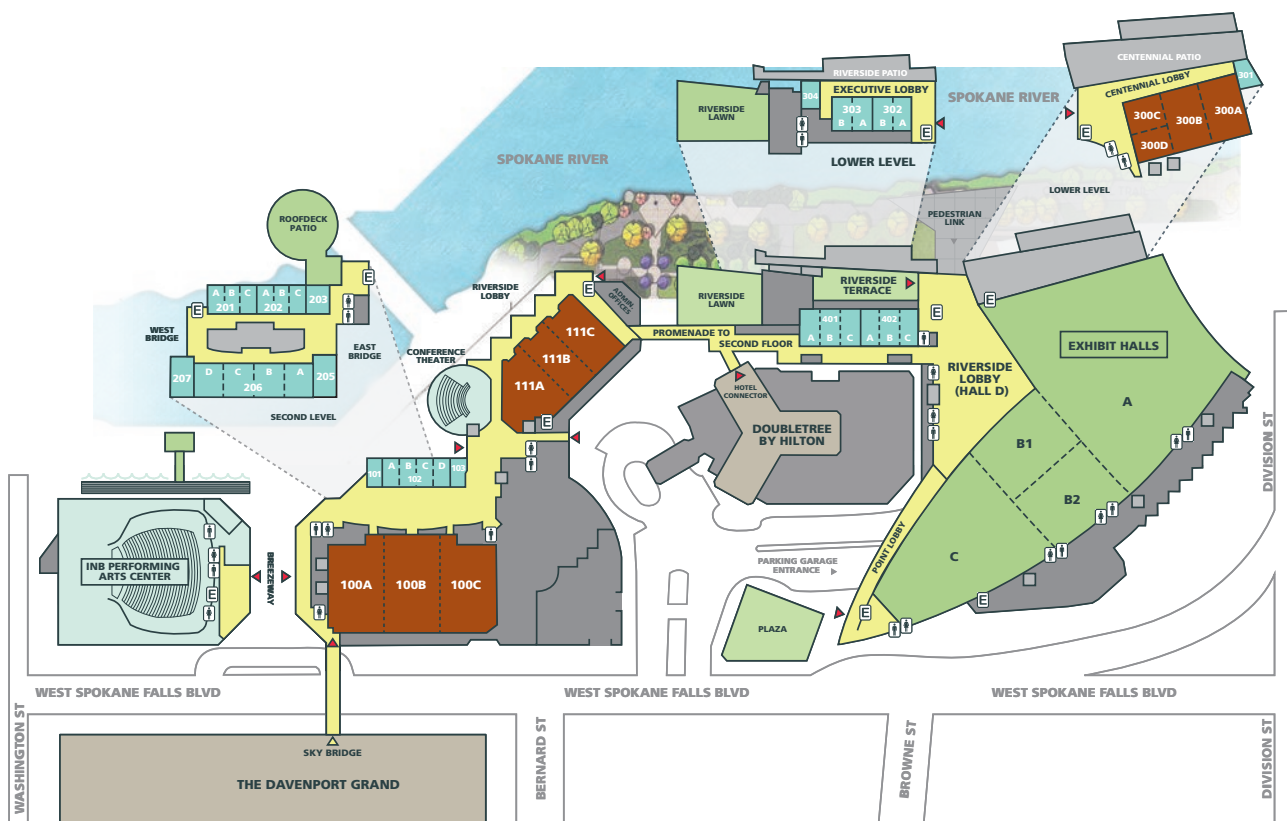 CENTENNIAL PATIO
CENTENNIAL LOBBY
301
300A
300B
300C
300D
LOWER LEVEL
RIVERSIDE PATIO
EXECUTIVE LOBBY
304
303
302
B A
B A
E
E
RIVERSIDE
LAWN
LOWER LEVEL
SPOKANE RIVER
SPOKANE RIVER
PEDESTRIAN
LINK
ROOFDECK
PATIO
A B C
201
A B C
202
203
E
E
WEST
BRIDGE
EAST
BRIDGE
207
D C B A
206
205
SECOND LEVEL
RIVERSIDE
LOBBY
E
ADMIN.
OFFICES
111C
111B
111A
E
CONFERENCE
THEATER
RIVERSIDE
LAWN
RIVERSIDE
TERRACE
401
A B C
402
A B C
E
E
PROMENADE TO
SECOND FLOOR
HOTEL
CONNECTOR
DOUBLETREE
BY HILTON
RIVERSIDE
LOBBY
(HALL D)
EXHIBIT HALLS
A
B1
B2
C
E
POINT LOBBY
E
101
A B C D
102
103
100A
100B
100C
INB PERFORMING
ARTS CENTER
E
BREEZEWAY
PARKING GARAGE
ENTRANCE
PLAZA
WEST SPOKANE FALLS BLVD
WEST SPOKANE FALLS BLVD
WEST SPOKANE FALLS BLVD
WASHINGTON ST
BERNARD ST
BROWNE ST
DIVISION ST
DIVISION ST
SKY BRIDGE
THE DAVENPORT GRAND